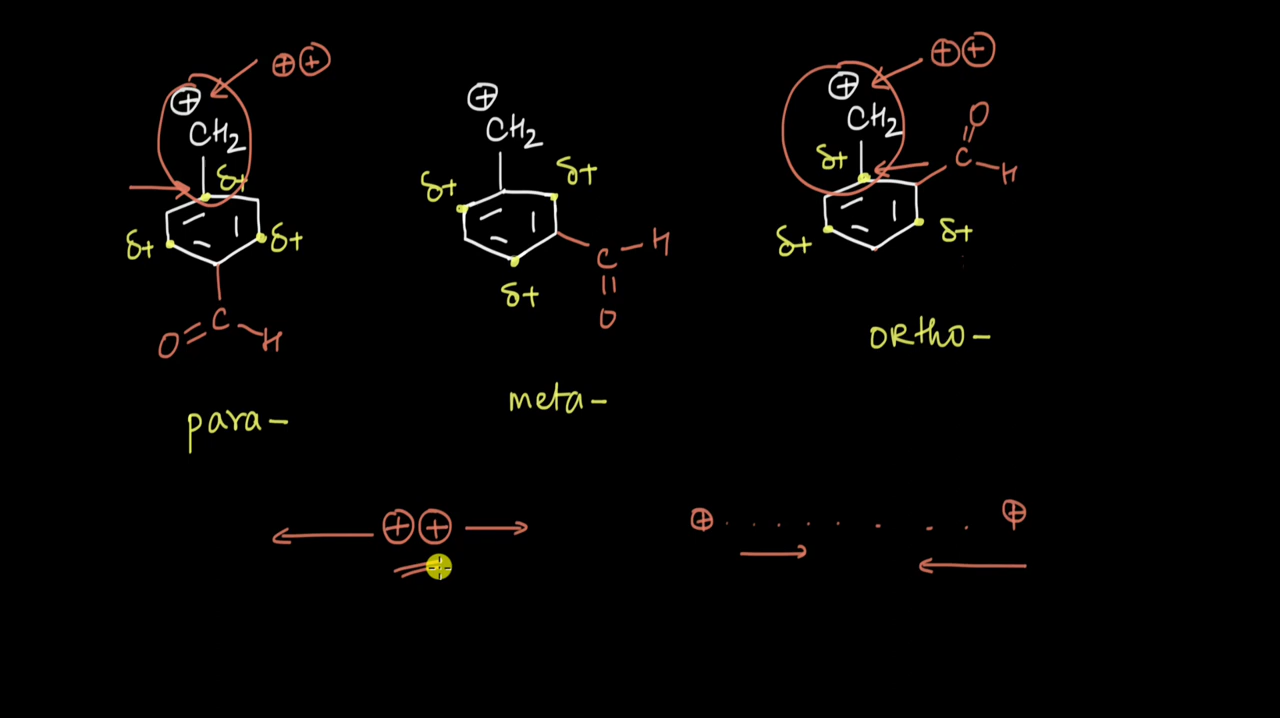 ⊕ ⊕⊕
CH2
δ+
δ+ δ+
C
O H
para-
⊕
CH2
δ+ δ+
C H
O
δ+
meta-
⊕ ⊕⊕
CH2
O
C H
δ+
δ+ δ+
ORtho-
⊕⊕
⊕ ⊕